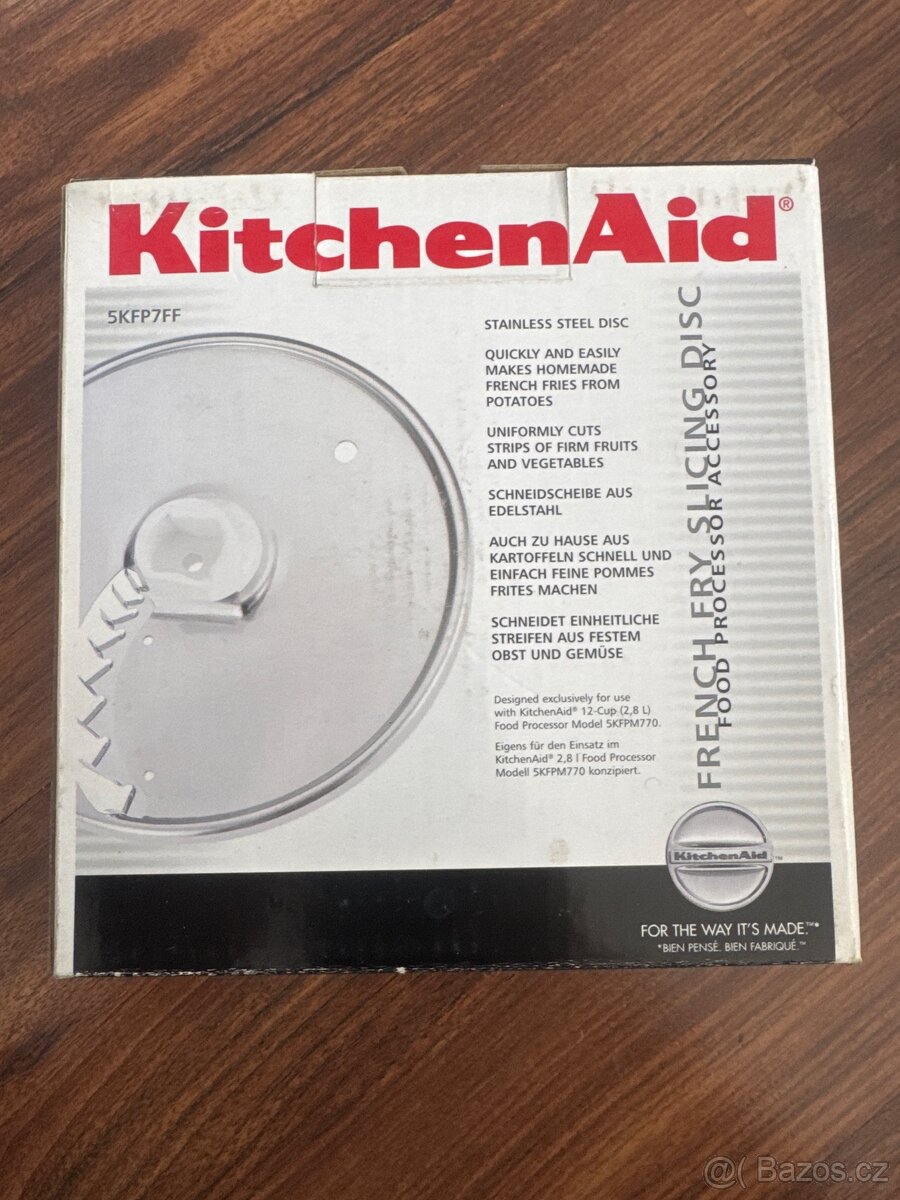 KitchenAid®
5KFP7FF
STAINLESS STEEL DISC
QUICKLY AND EASILY
MAKES HOMEMADE
FRENCH FRIES FROM
POTATOES
UNIFORMLY CUTS
STRIPS OF FIRM FRUITS
AND VEGETABLES
SCHNEIDSCHEIBE AUS
EDELSTAHL
AUCH ZU HAUSE AUS
KARTOFFELN SCHNELL UND
EINFACH FEINE POMMES
FRITES MACHEN
SCHNEIDET EINHEITLICHE
STREIFEN AUS FESTEM
OBST UND GEMÜSE
Designed exclusively for use
with KitchenAid® 12-Cup (2,8 L)
Food Processor Model 5KFPM770.
Eigens für den Einsatz im
KitchenAid® 2,8 l Food Processor
Modell 5KFPM770 konzipiert.
FRENCH FRY SLICING DISC
FOOD PROCESSOR ACCESSORY
KitchenAid™
FOR THE WAY IT'S MADE.™*
*BIEN PENSÉ. BIEN FABRIQUÉ.™
@( Bazos.cz